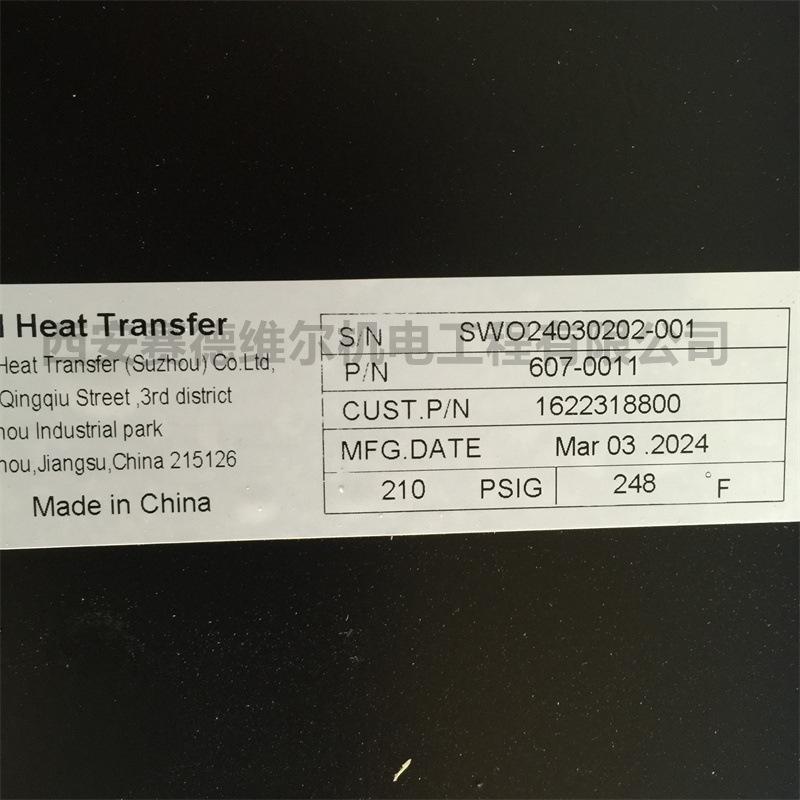 Heat Transfer
Heat Transfer (Suzhou) Co.Ltd,
Qingqiu Street ,3rd district
Industrial park
Jiangsu,China 215126
Made in China
S/N SWO24030202-001
P/N 607-0011
CUST.P/N 1622318800
MFG.DATE Mar 03 .2024
210 PSIG 248 °F
西安赛德维尔机电工程有限公司